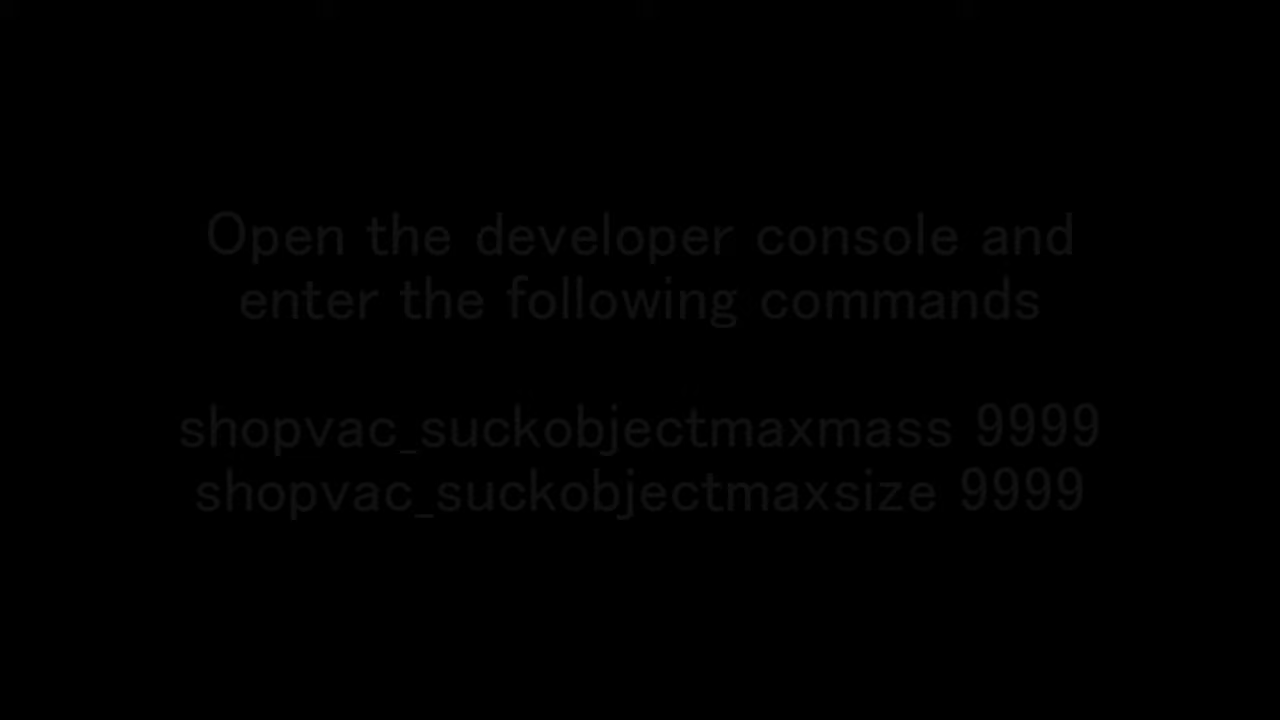 Open the developer console and
enter the following commands
shopvac_suckobjectmaxmass 9999
shopvac_suckobjectmaxsize 9999